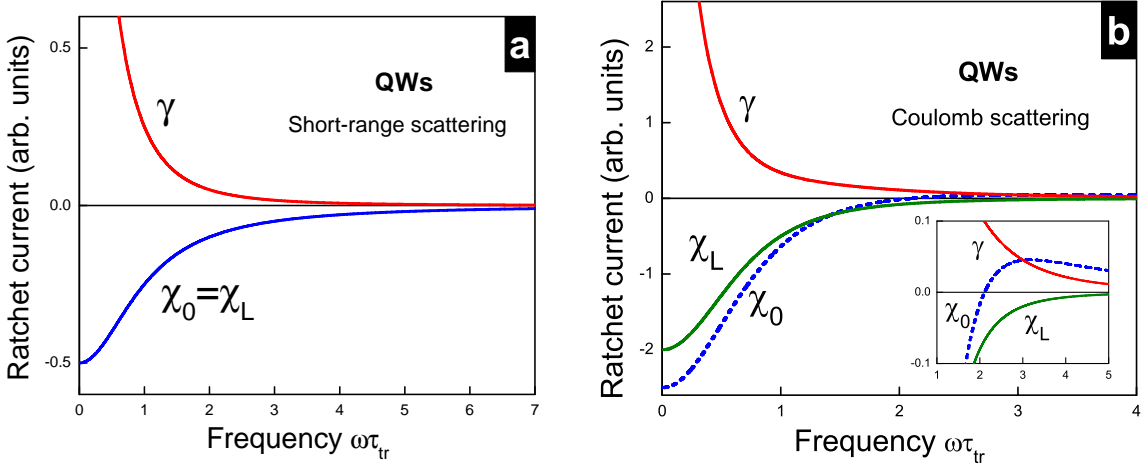 a
QWs
Short-range scattering
γ
χ0=χL
0.5
0.0
-0.5
0 1 2 3 4 5 6 7
Ratchet current (arb. units)
Frequency ωτtr
b
QWs
Coulomb scattering
γ
χL
χ0
2
1
0
-1
-2
0 1 2 3 4
Ratchet current (arb. units)
Frequency ωτtr
0.1
0.0
-0.1
γ
χ0
χL
1 2 3 4 5